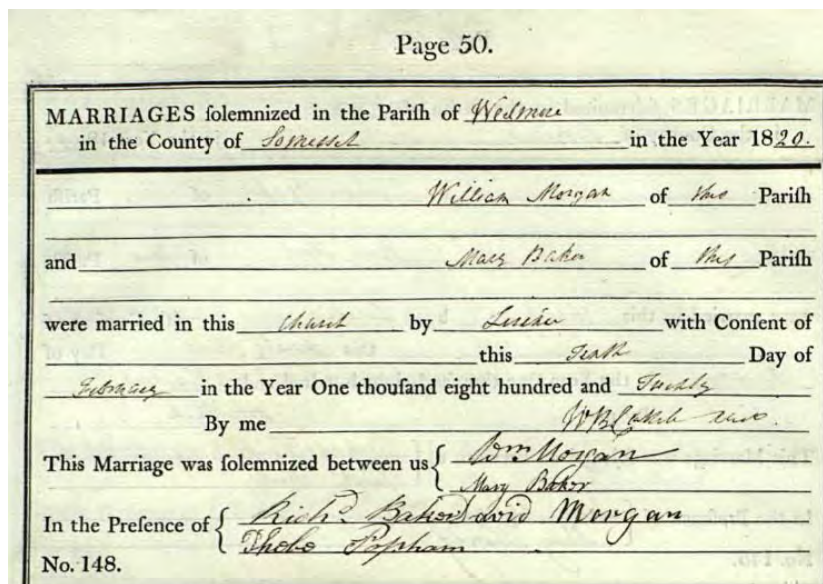 Page 50.
MARRIAGES ſolemnized in the Pariſh of Wedmore
in the County of Somerset in the Year 1820.
William Morgan of this Pariſh
and Mary Baker of this Pariſh
were married in this Church by License with Conſent of
this Tenth Day of
February in the Year One thouſand eight hundred and Twenty
By me
This Marriage was ſolemnized between us Wm Morgan
Mary Baker
In the Preſence of Richd. Baker David Morgan
Phebe Popham
No. 148.